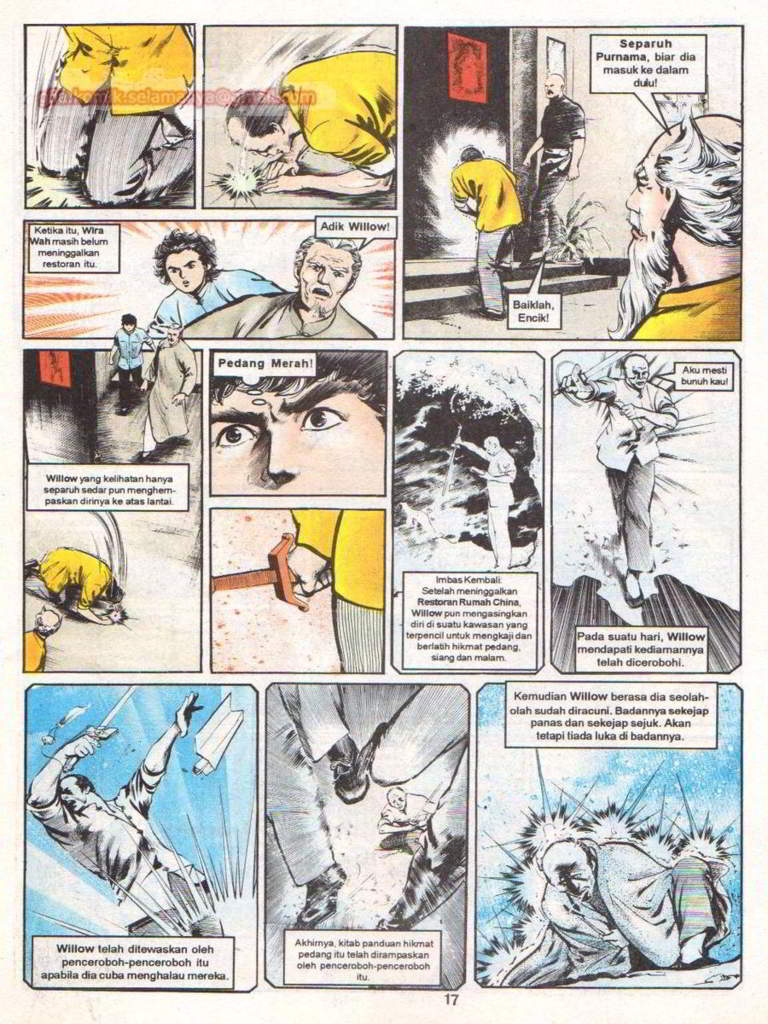 Separuh
Purnama, biar dia
masuk ke dalam
dulu!
Baiklah,
Encik!
Ketika itu, Wira
Wah masih belum
meninggalkan
restoran itu.
Adik Willow!
Willow yang kelihatan hanya
separuh sedar pun menghem-
paskan dirinya ke atas lantai.
Pedang Merah!
Imbas Kembali:
Setelah meninggalkan
Restoran Rumah China,
Willow pun mengasingkan
diri di suatu kawasan yang
terpencil untuk mengkaji dan
berlatih hikmat pedang,
siang dan malam.
Aku mesti
bunuh kau!
Pada suatu hari, Willow
mendapati kediamannya
telah dicerobohi.
Willow telah ditewaskan oleh
penceroboh-penceroboh itu
apabila dia cuba menghalau mereka.
Akhirnya, kitab panduan hikmat
pedang itu telah dirampaskan
oleh penceroboh-penceroboh
itu.
Kemudian Willow berasa dia seolah-
olah sudah diracuni. Badannya sekejap
panas dan sekejap sejuk. Akan
tetapi tiada luka di badannya.
17